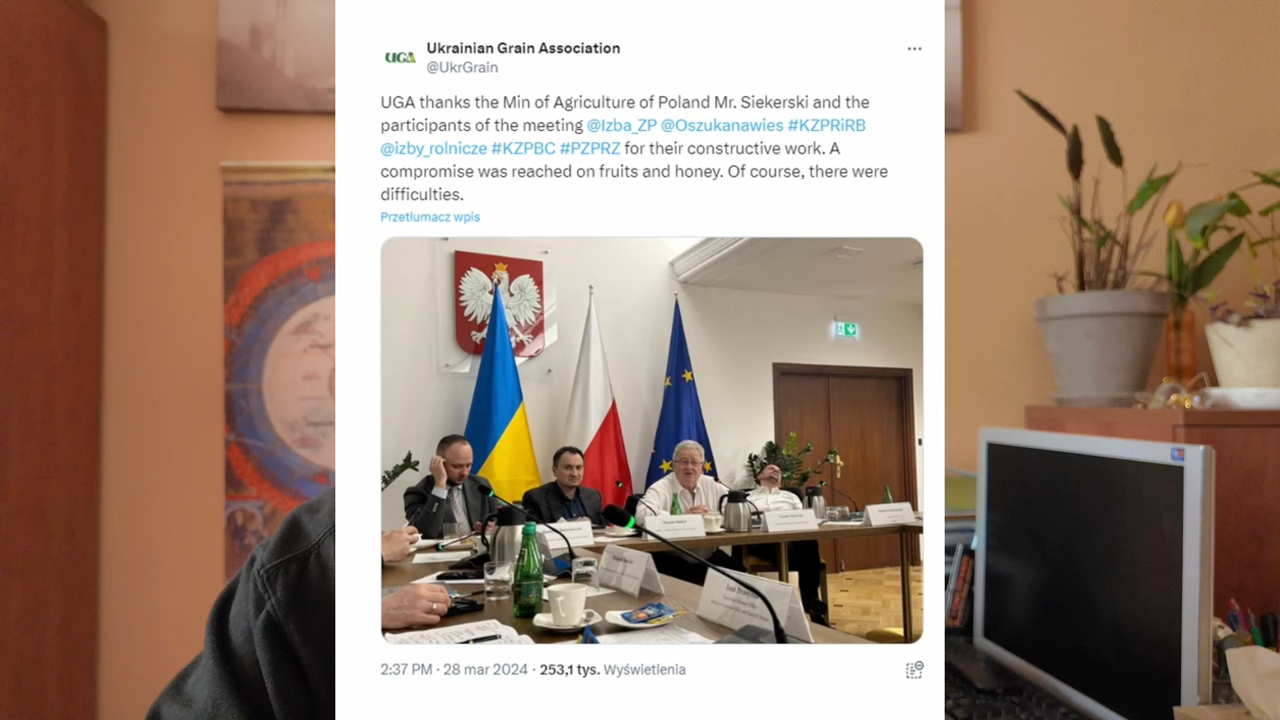 UGA
Ukrainian Grain Association
@UkrGrain
UGA thanks the Min of Agriculture of Poland Mr. Siekerski and the
participants of the meeting @Izba_ZP @Oszukanawies #KZPRiRB
@izby_rolnicze #KZPBC #PZPRZ for their constructive work. A
compromise was reached on fruits and honey. Of course, there were
difficulties.
Przetłumacz wpis
2:37 PM · 28 mar 2024 · 253,1 tys. Wyświetlenia